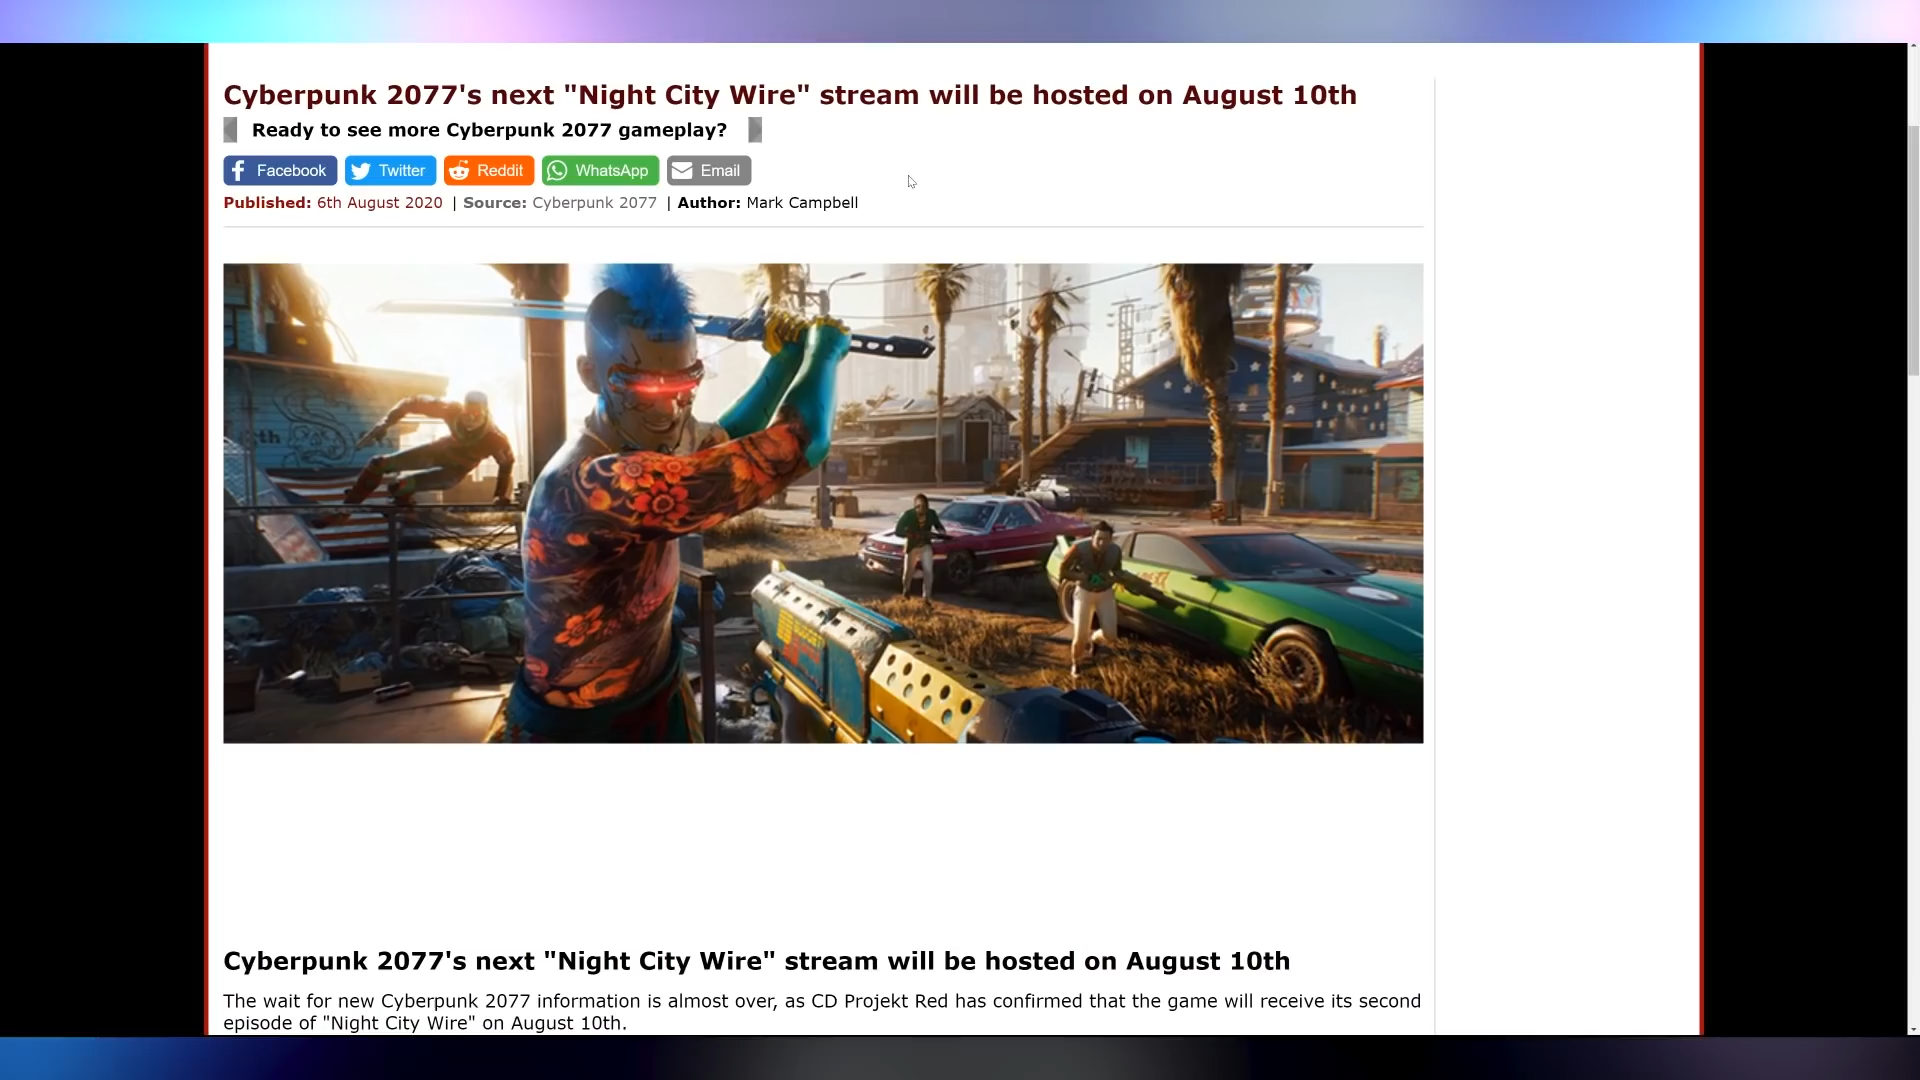 Cyberpunk 2077's next "Night City Wire" stream will be hosted on August 10th
Ready to see more Cyberpunk 2077 gameplay?
Facebook Twitter Reddit WhatsApp Email
Published: 6th August 2020 | Source: Cyberpunk 2077 | Author: Mark Campbell
Cyberpunk 2077's next "Night City Wire" stream will be hosted on August 10th
The wait for new Cyberpunk 2077 information is almost over, as CD Projekt Red has confirmed that the game will receive its second
episode of "Night City Wire" on August 10th.